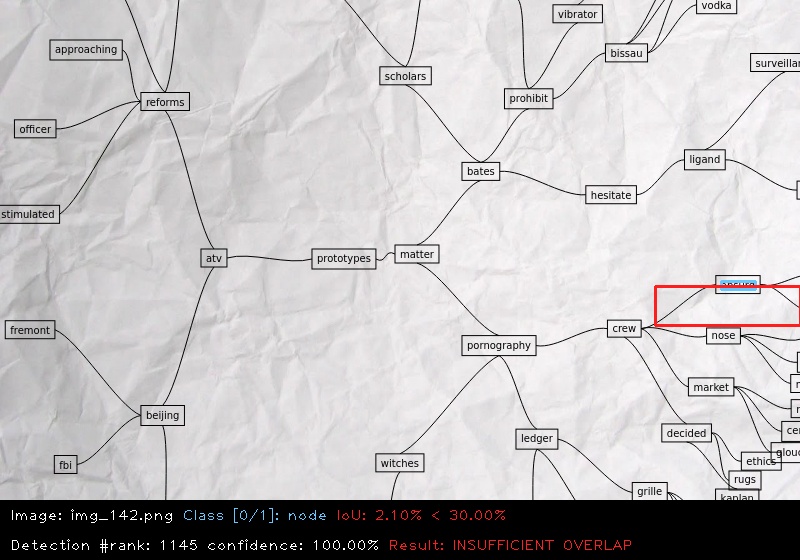 vodka
vibrator
approaching
bissau
scholars
prohibit
reforms
officer
ligand
bates
hesitate
stimulated
matter
atv
prototypes
crew
fremont
nose
pornography
market
beijing
decided
ledger
ethics
witches
fbi
rugs
grille
kaplan
Image: img_142.png Class [0/1]: node IoU: 2.10% < 30.00%
Detection #rank: 1145 confidence: 100.00% Result: INSUFFICIENT OVERLAP